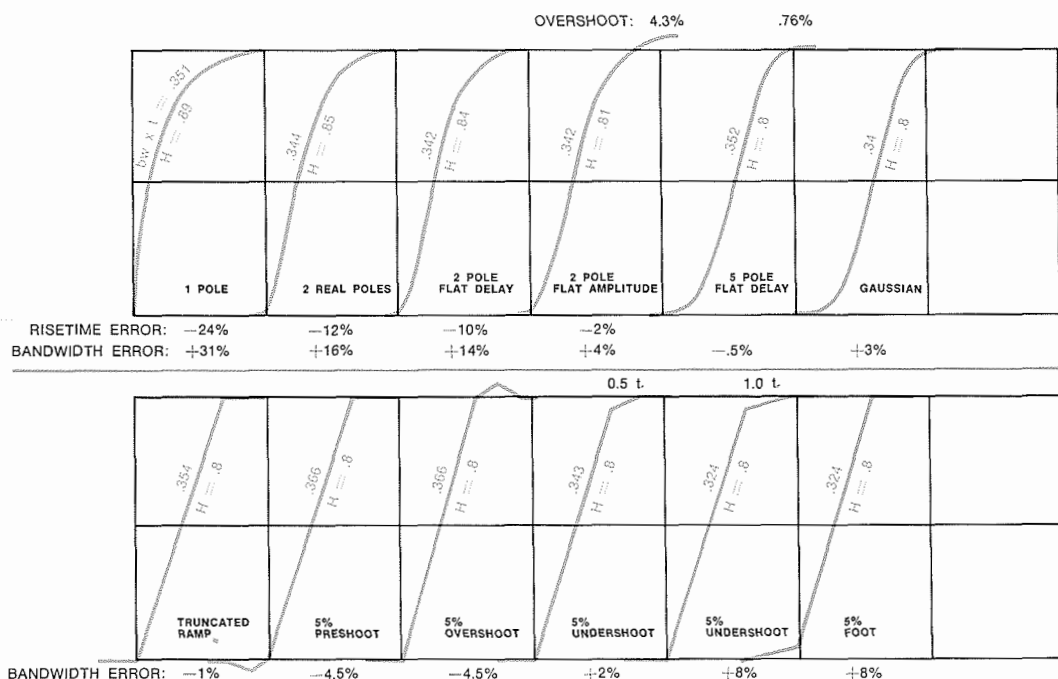 OVERSHOOT: 4.3% .76%
bw x t = .351
H = .89
.344
H = .85
.342
H = .84
.342
H = .81
.352
H = .8
.34
H = .8
1 POLE
2 REAL POLES
2 POLE
FLAT DELAY
2 POLE
FLAT AMPLITUDE
5 POLE
FLAT DELAY
GAUSSIAN
RISETIME ERROR: —24% —12% —10% —2%
BANDWIDTH ERROR: +31% +16% +14% +4% —.5% +3%
0.5 t. 1.0 t.
.354
H = .8
.366
H = .8
.366
H = .8
.343
H = .8
.324
H = .8
.324
H = .8
TRUNCATED
RAMP
5%
PRESHOOT
5%
OVERSHOOT
5%
UNDERSHOOT
5%
UNDERSHOOT
5%
FOOT
BANDWIDTH ERROR: —1% —4.5% —4.5% +2% +8% +8%